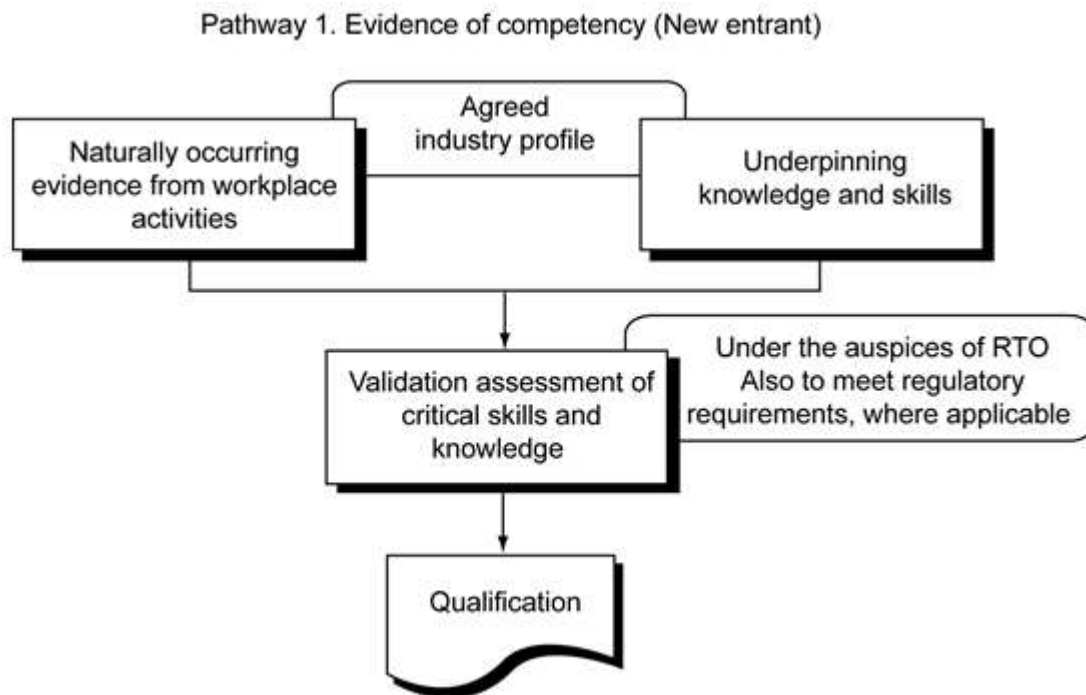 Pathway 1. Evidence of competency (New entrant)
Agreed
industry profile
Naturally occurring
evidence from workplace
activities
Underpinning
knowledge and skills
Validation assessment of
critical skills and
knowledge
Under the auspices of RTO
Also to meet regulatory
requirements, where applicable
Qualification